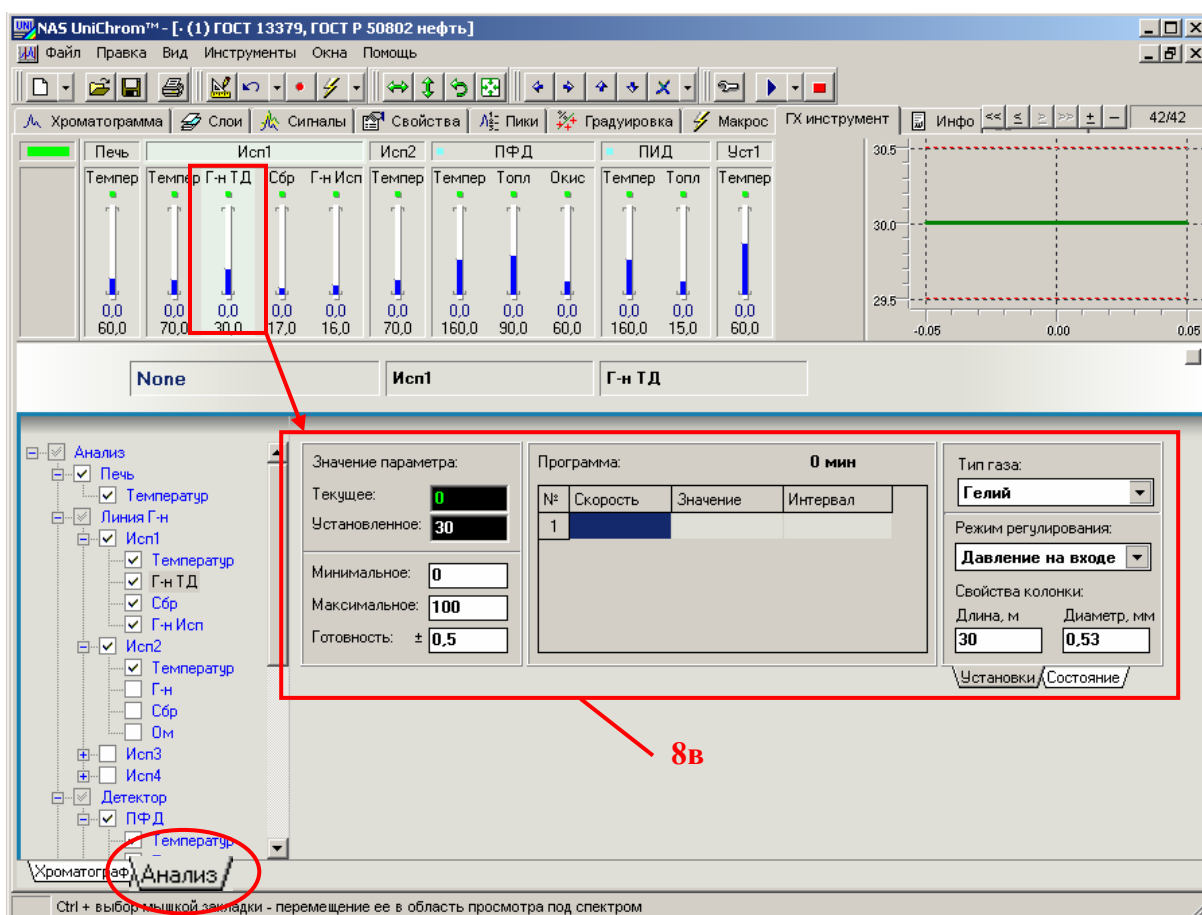 NAS UniChrom™ - [· (1) ГОСТ 13379, ГОСТ Р 50802 нефть]
Файл Правка Вид Инструменты Окна Помощь
Хроматограмма Слои Сигналы Свойства Пики Градуировка Макрос ГХ инструмент Инфо << ≤ ≥ >> ± − 42/42
Печь Исп1 Исп2 ПФД ПИД Уст1
Темпер Темпер Г-н ТД Сбр Г-н Исп Темпер Темпер Топл Окис Темпер Топл Темпер
0,0 0,0 0,0 0,0 0,0 0,0 0,0 0,0 0,0 0,0 0,0 0,0
60,0 70,0 30,0 17,0 16,0 70,0 160,0 90,0 60,0 160,0 15,0 60,0
30.5
30.0
29.5
-0.05 0.00 0.05
None Исп1 Г-н ТД
Анализ
Печь
Температур
Линия Г-н
Исп1
Температур
Г-н ТД
Сбр
Г-н Исп
Исп2
Температур
Г-н
Сбр
Ом
Исп3
Исп4
Детектор
ПФД
Температур
Значение параметра:
Текущее: 0
Установленное: 30
Минимальное: 0
Максимальное: 100
Готовность: ± 0,5
Программа: 0 мин
№ Скорость Значение Интервал
1
Тип газа:
Гелий
Режим регулирования:
Давление на входе
Свойства колонки:
Длина, м Диаметр, мм
30 0,53
Установки Состояние
8в
Хроматограф Анализ
Ctrl + выбор мышкой закладки - перемещение ее в область просмотра под спектром